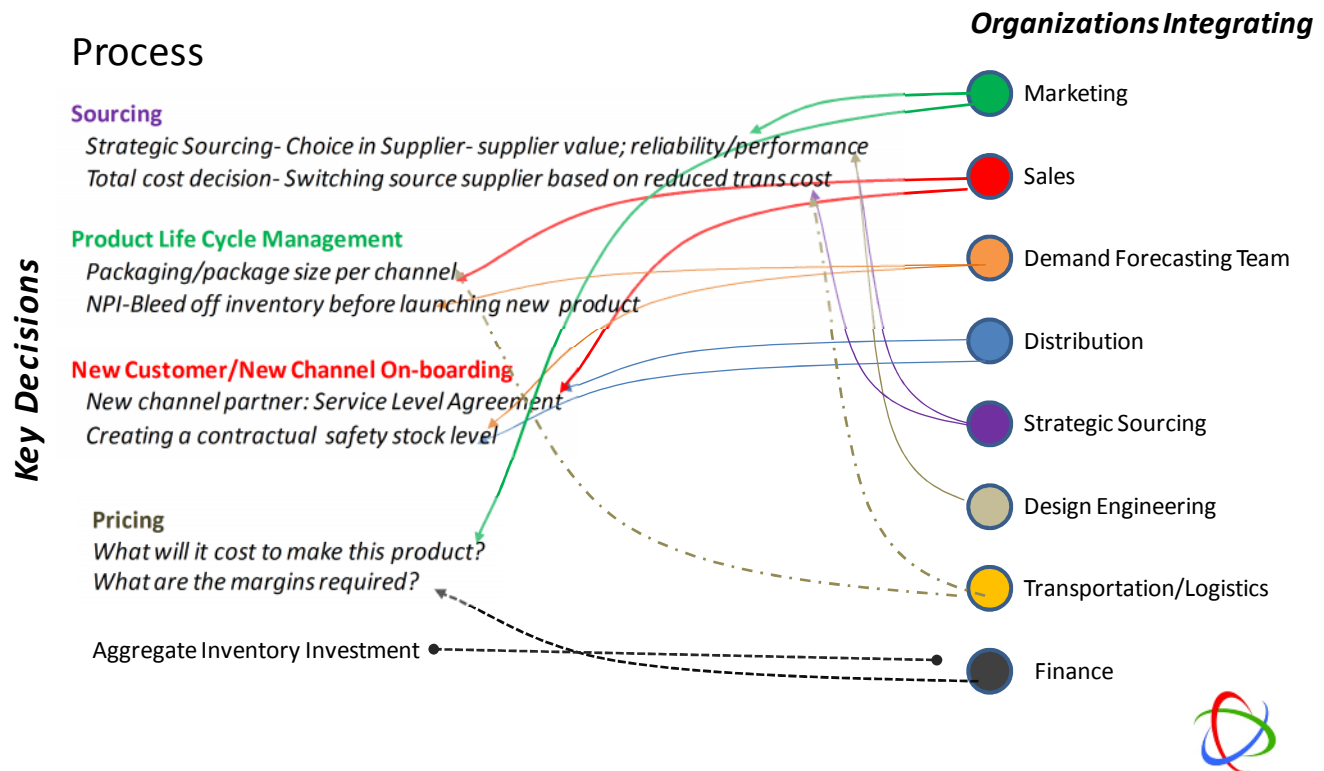 Organizations Integrating
Process
Marketing
Sourcing
Strategic Sourcing- Choice in Supplier- supplier value; reliability/performance
Total cost decision- Switching source supplier based on reduced trans cost
Sales
Product Life Cycle Management
Packaging/package size per channel
NPI-Bleed off inventory before launching new product
Demand Forecasting Team
Distribution
New Customer/New Channel On-boarding
New channel partner: Service Level Agreement
Creating a contractual safety stock level
Strategic Sourcing
Key Decisions
Design Engineering
Pricing
What will it cost to make this product?
What are the margins required?
Transportation/Logistics
Aggregate Inventory Investment
Finance